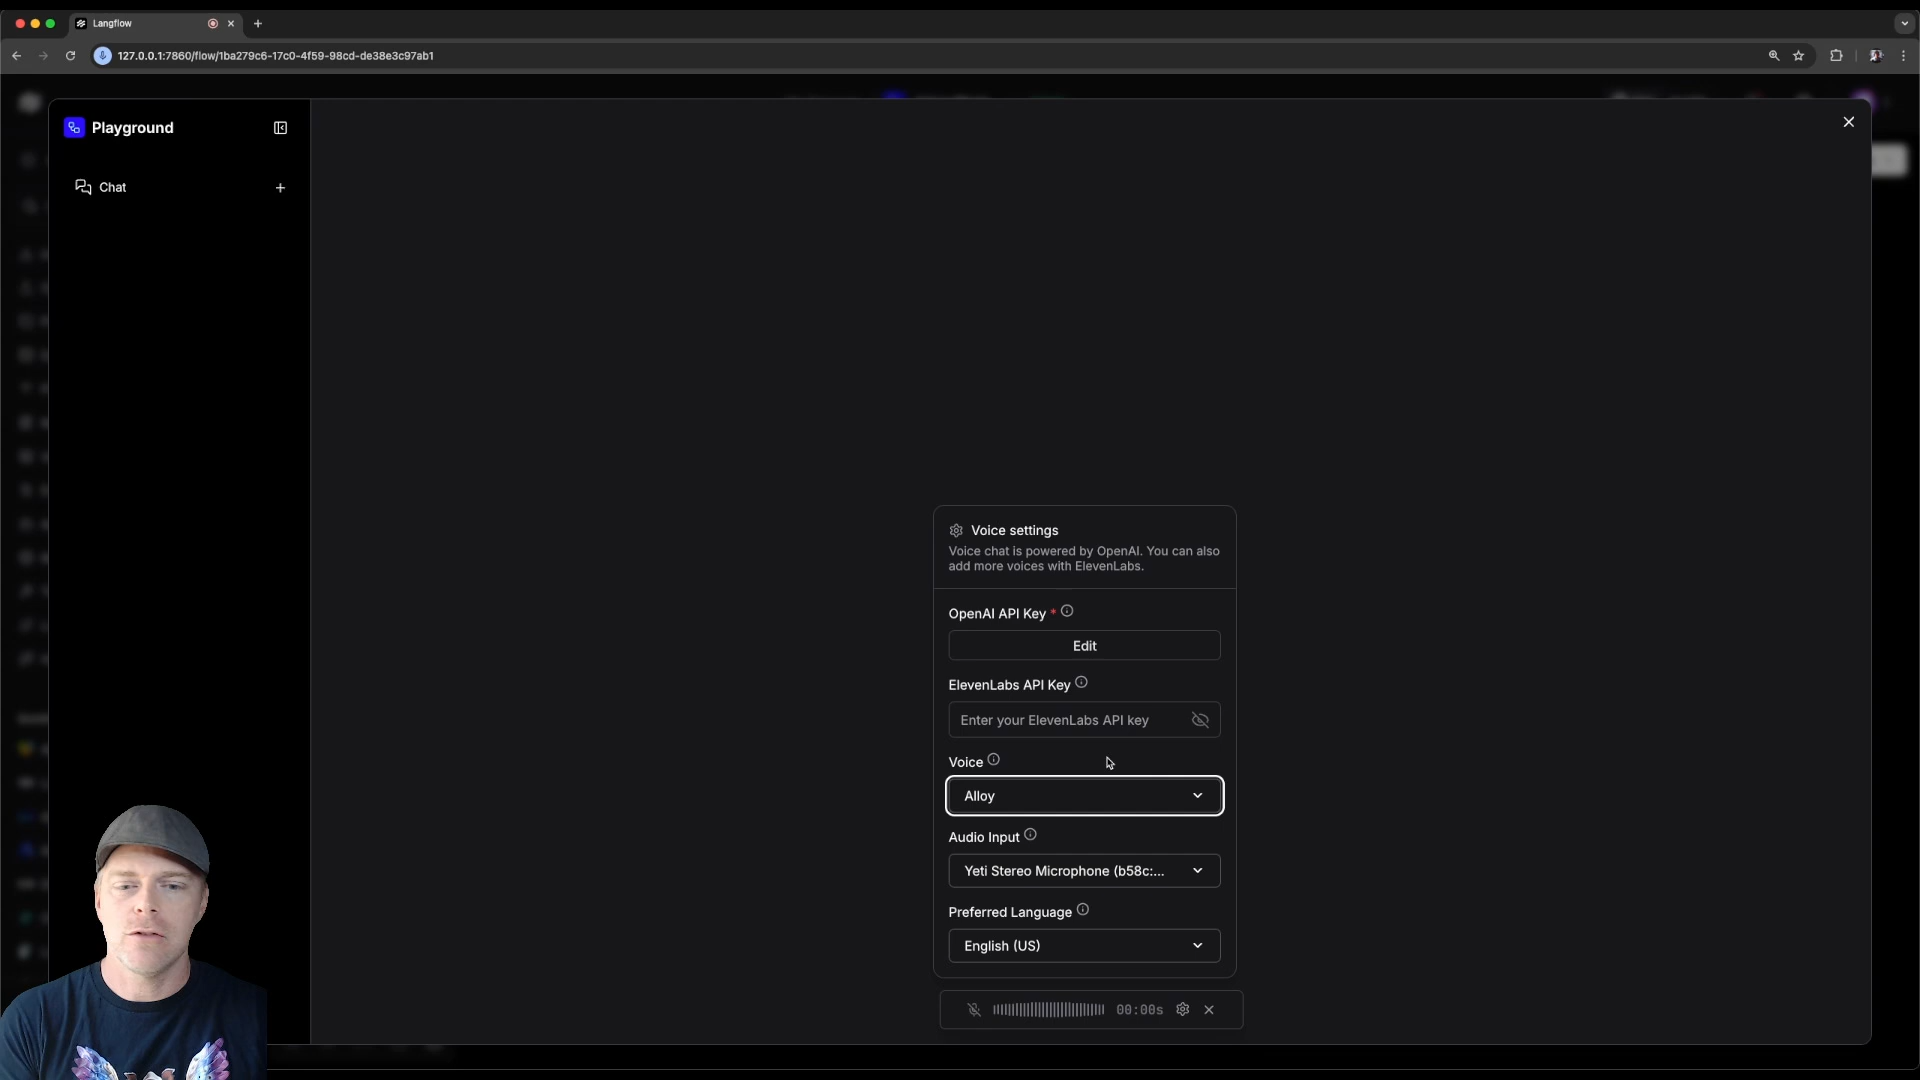 Langflow
127.0.0.1:7860/flow/1ba279c6-17c0-4f59-98cd-de38e3c97ab1
Playground
Chat
Voice settings
Voice chat is powered by OpenAI. You can also
add more voices with ElevenLabs.
OpenAI API Key *
Edit
ElevenLabs API Key
Enter your ElevenLabs API key
Voice
Alloy
Audio Input
Yeti Stereo Microphone (b58c:...
Preferred Language
English (US)
00:00s